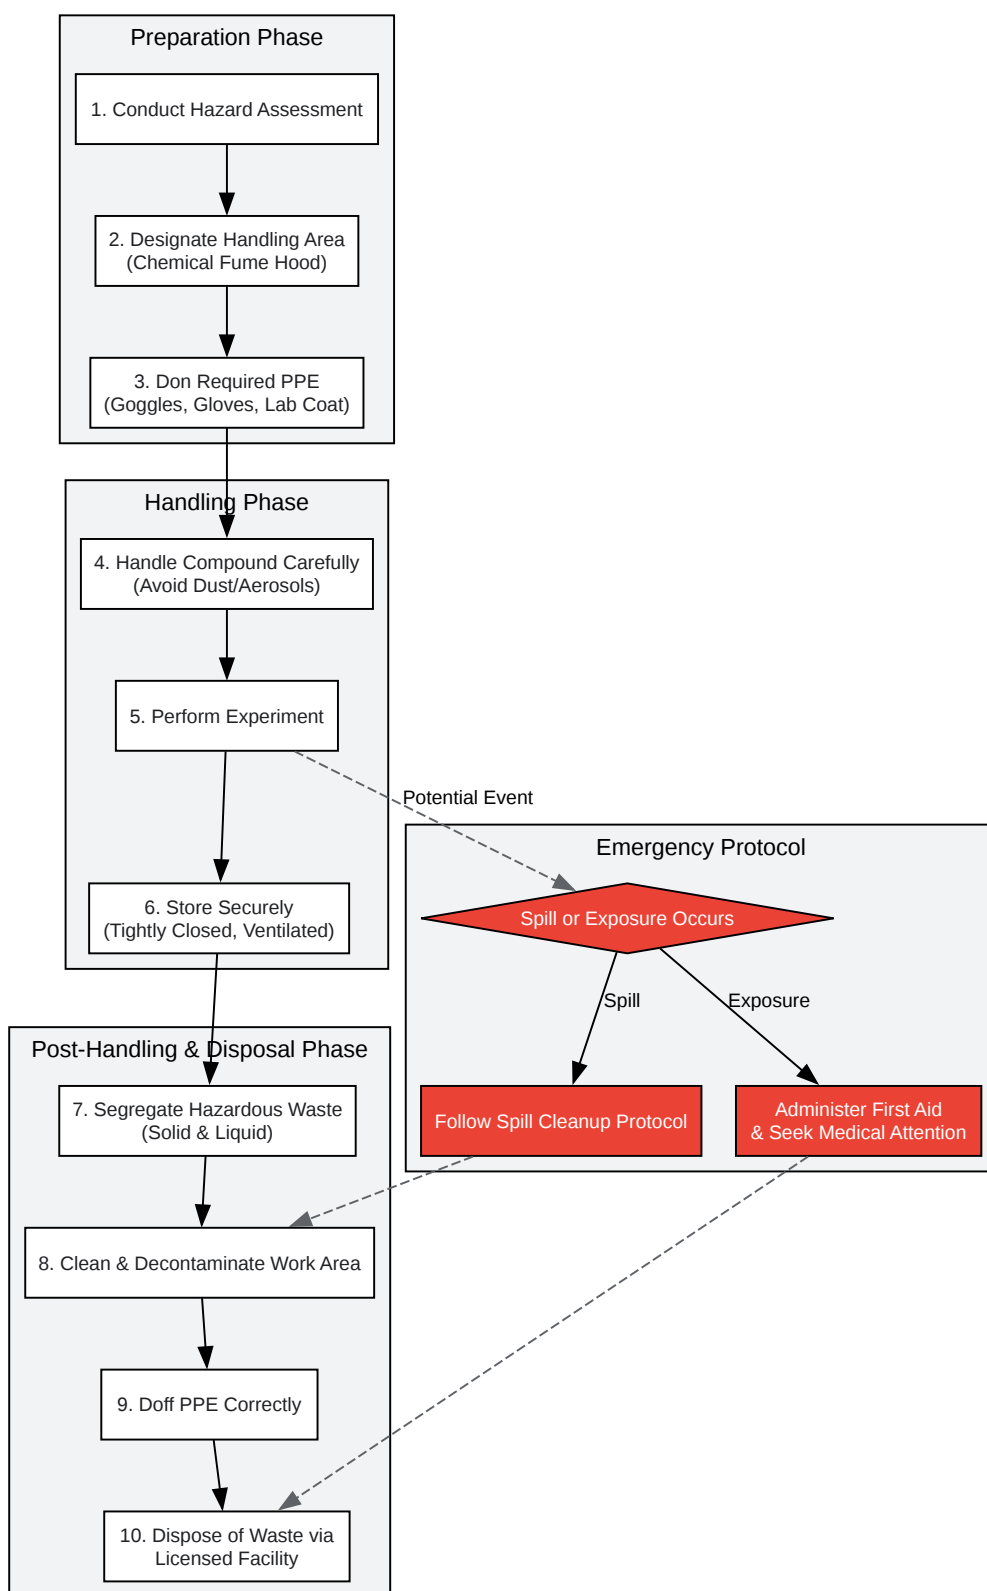 Preparation Phase
1. Conduct Hazard Assessment
2. Designate Handling Area
(Chemical Fume Hood)
3. Don Required PPE
(Goggles, Gloves, Lab Coat)
Handling Phase
4. Handle Compound Carefully
(Avoid Dust/Aerosols)
5. Perform Experiment
Potential Event
6. Store Securely
(Tightly Closed, Ventilated)
Emergency Protocol
Spill or Exposure Occurs
Spill
Exposure
Follow Spill Cleanup Protocol
Administer First Aid
& Seek Medical Attention
Post-Handling & Disposal Phase
7. Segregate Hazardous Waste
(Solid & Liquid)
8. Clean & Decontaminate Work Area
9. Doff PPE Correctly
10. Dispose of Waste via
Licensed Facility